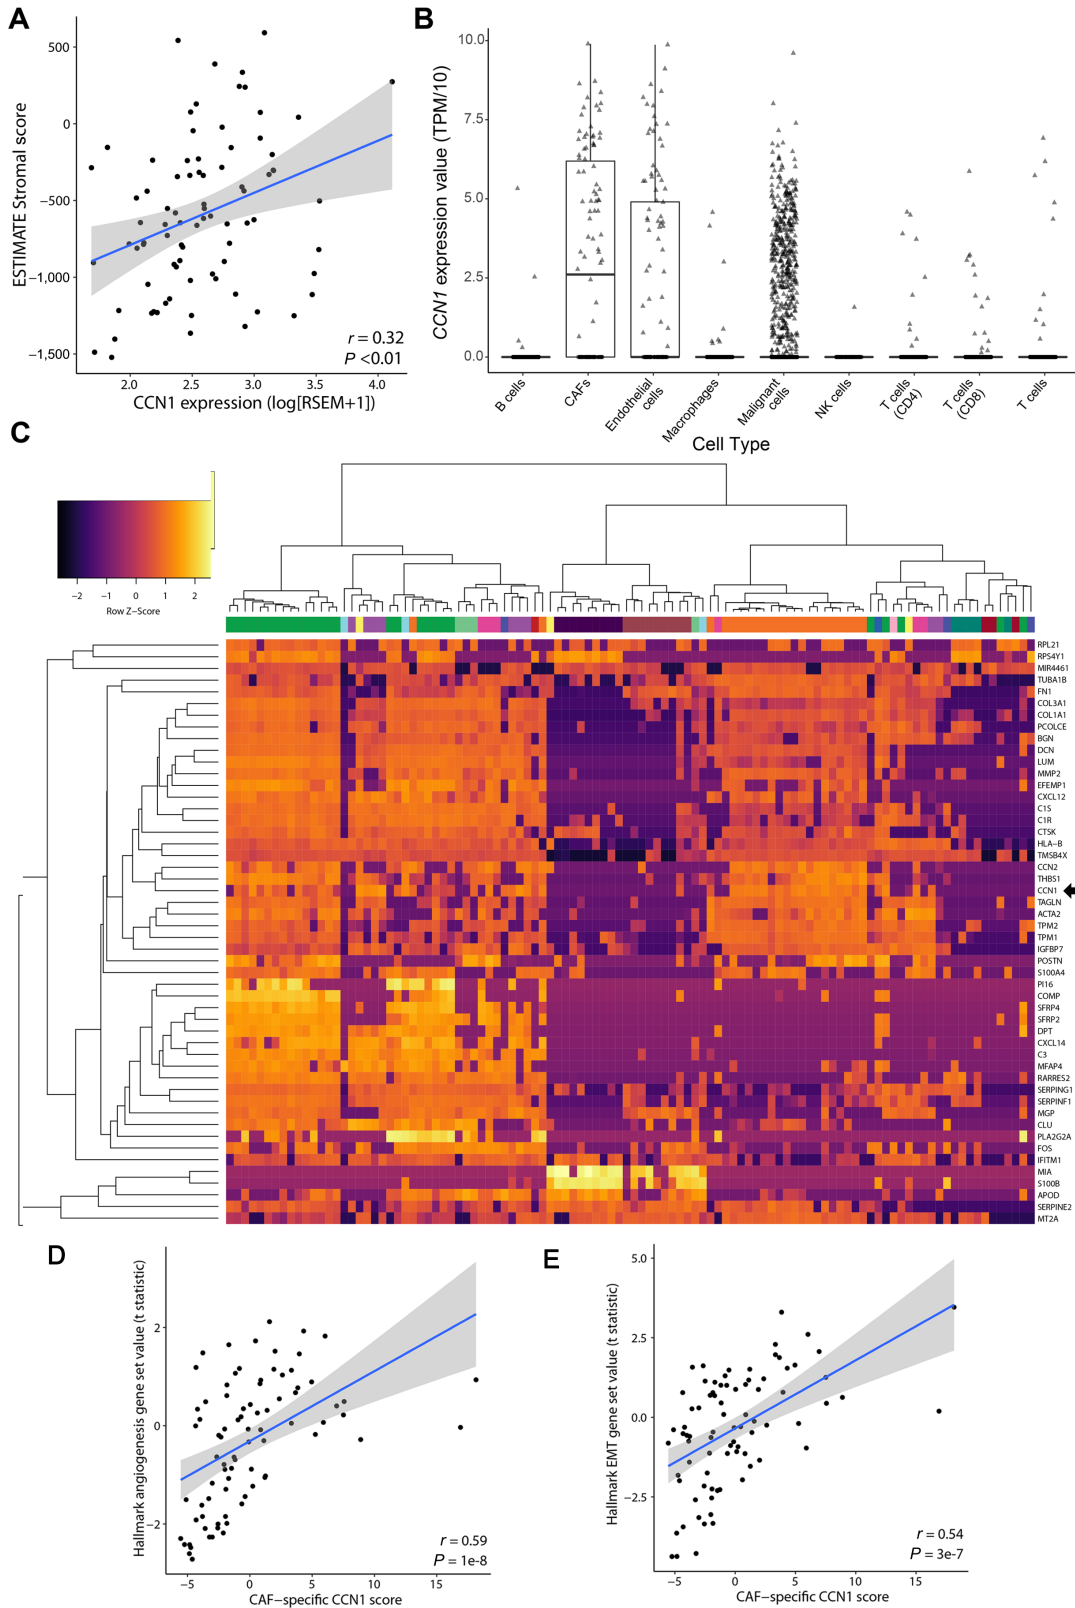 A
ESTIMATE Stromal score
500
0
−500
−1,000
−1,500
2.0 2.5 3.0 3.5 4.0
r = 0.32
P <0.01
CCN1 expression (log[RSEM+1])
B
CCN1 expression value (TPM/10)
10.0
7.5
5.0
2.5
0.0
B cells
CAFs
Endothelial
cells
Macrophages
Malignant
cells
NK cells
T cells
(CD4)
T cells
(CD8)
T cells
Cell Type
C
−2 −1 0 1 2
Row Z−Score
RPL21
RPS4Y1
MIR4461
TUBA1B
FN1
COL3A1
COL1A1
PCOLCE
BGN
DCN
LUM
MMP2
EFEMP1
CXCL12
C1S
C1R
CTSK
HLA−B
TMSB4X
CCN2
THBS1
CCN1
TAGLN
ACTA2
TPM2
TPM1
IGFBP7
POSTN
S100A4
PI16
COMP
SFRP4
SFRP2
DPT
CXCL14
C3
MFAP4
RARRES2
SERPING1
SERPINF1
MGP
CLU
PLA2G2A
FOS
IFITM1
MIA
S100B
APOD
SERPINE2
MT2A
D
Hallmark angiogenesis gene set value (t statistic)
2
0
−2
−5 0 5 10 15
r = 0.59
P = 1e-8
CAF−specific CCN1 score
E
Hallmark EMT gene set value (t statistic)
5.0
2.5
0.0
−2.5
−5 0 5 10 15
r = 0.54
P = 3e-7
CAF−specific CCN1 score